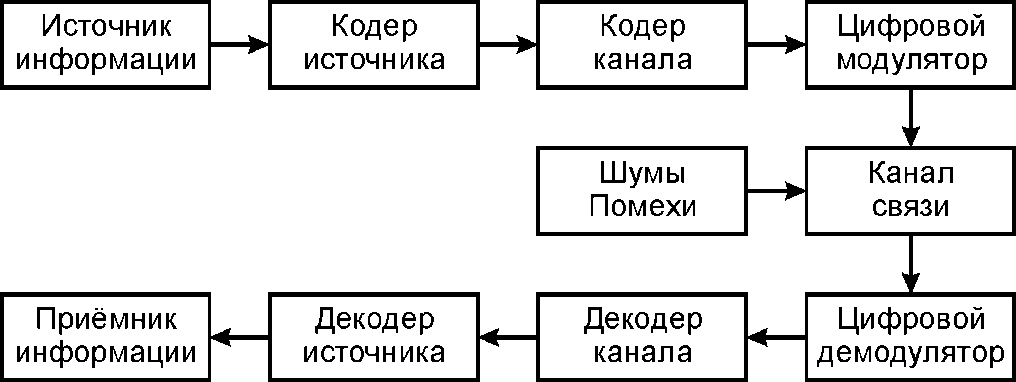 Источник
информации
Кодер
источника
Кодер
канала
Цифровой
модулятор
Шумы
Помехи
Канал
связи
Приёмник
информации
Декодер
источника
Декодер
канала
Цифровой
демодулятор